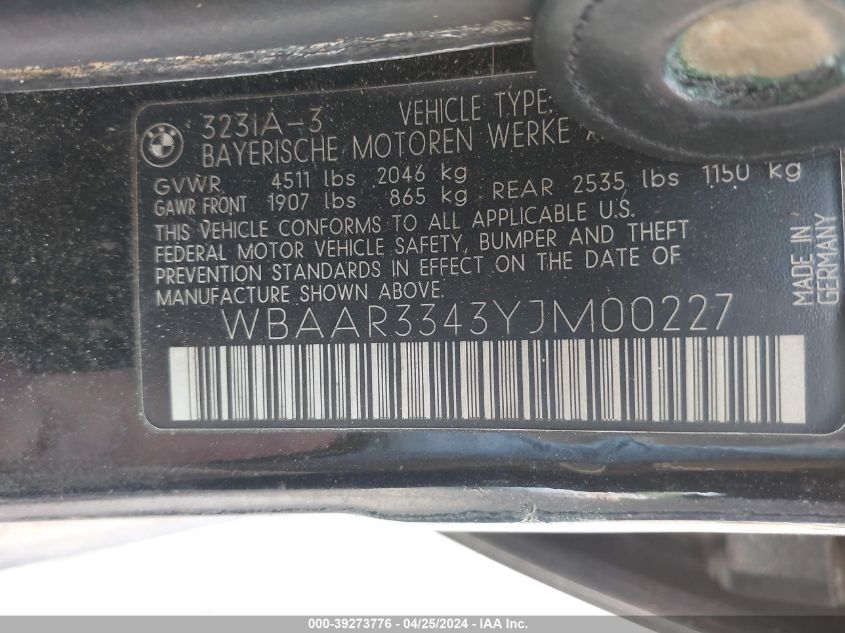 323iA-3 VEHICLE TYPE:
BAYERISCHE MOTOREN WERKE
GVWR 4511 lbs 2046 kg
GAWR FRONT 1907 lbs 865 kg REAR 2535 lbs 1150 kg
THIS VEHICLE CONFORMS TO ALL APPLICABLE U.S.
FEDERAL MOTOR VEHICLE SAFETY, BUMPER AND THEFT
PREVENTION STANDARDS IN EFFECT ON THE DATE OF
MANUFACTURE SHOWN ABOVE.
MADE IN
GERMANY
WBAAR3343YJM00227
000-39273776 - 04/25/2024 - IAA Inc.